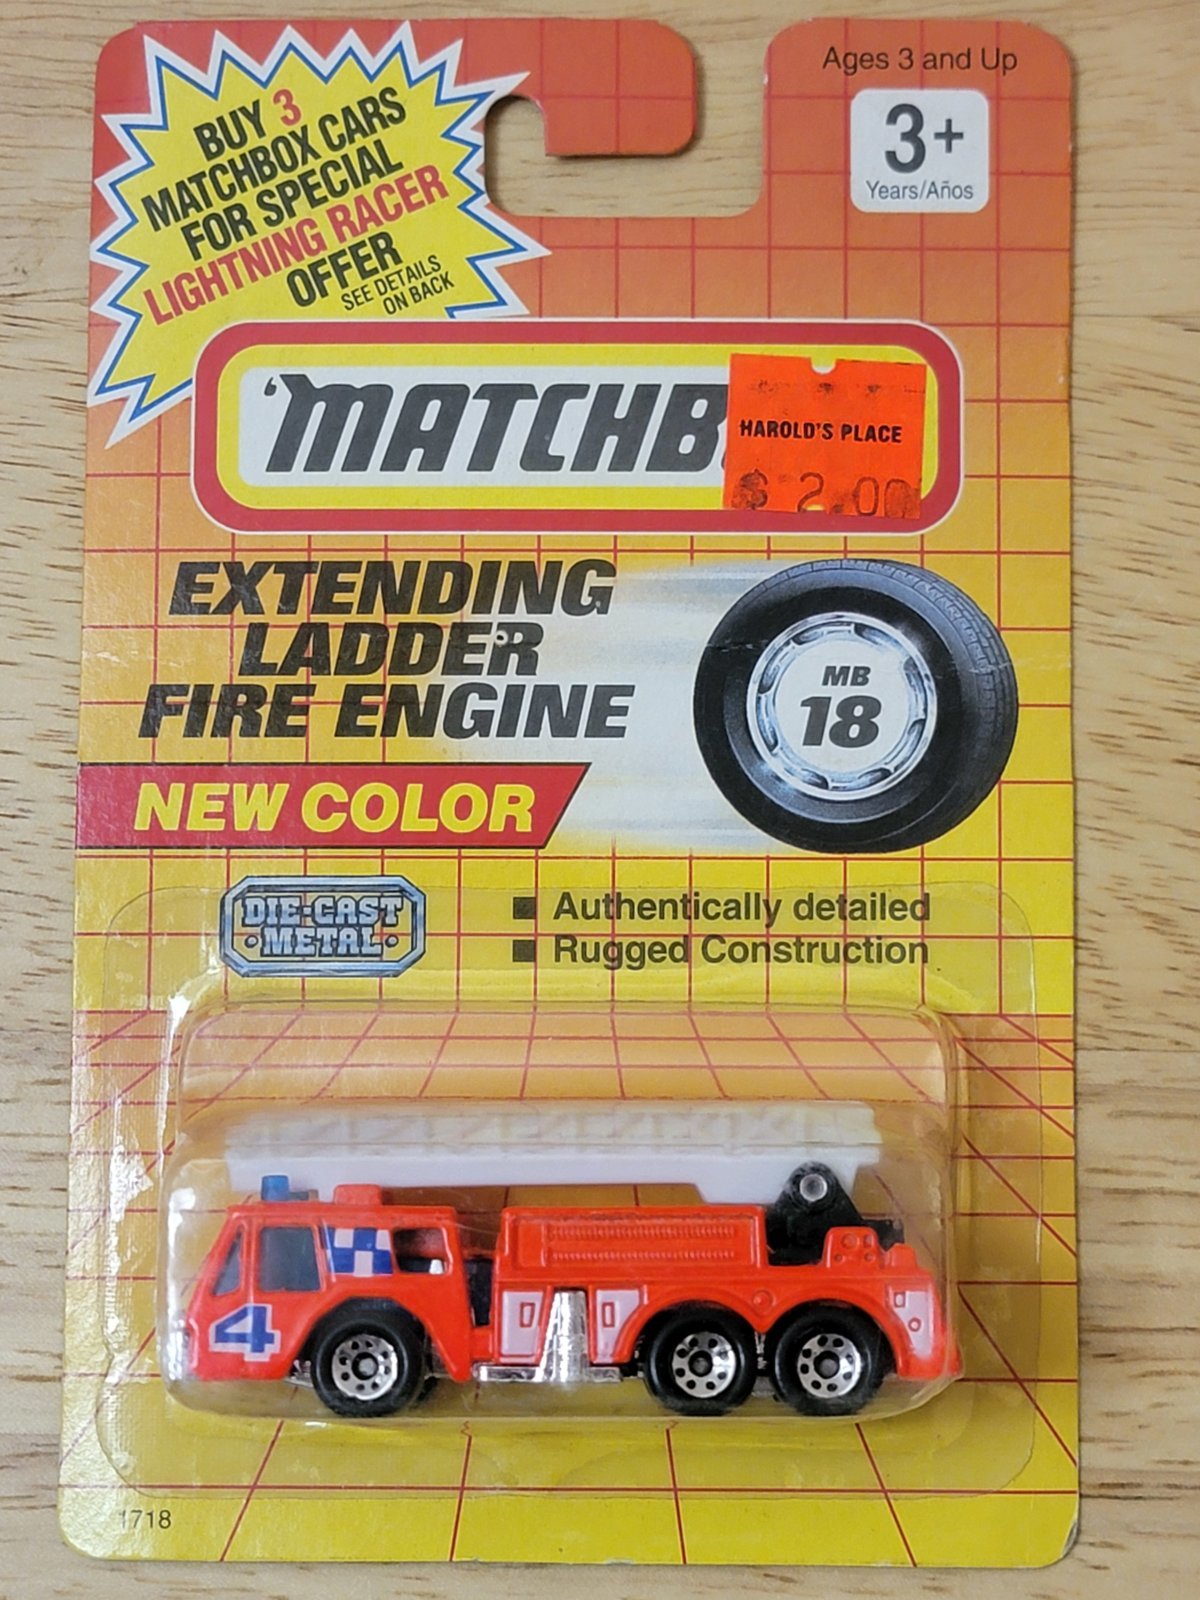 BUY 3
MATCHBOX CARS
FOR SPECIAL
LIGHTNING RACER
OFFER
SEE DETAILS
ON BACK
Ages 3 and Up
3+
Years/Años
'MATCHB
HAROLD'S PLACE
$ 2.00
EXTENDING
LADDER
FIRE ENGINE
MB
18
NEW COLOR
DIE-CAST
·METAL·
■ Authentically detailed
■ Rugged Construction
4
1718